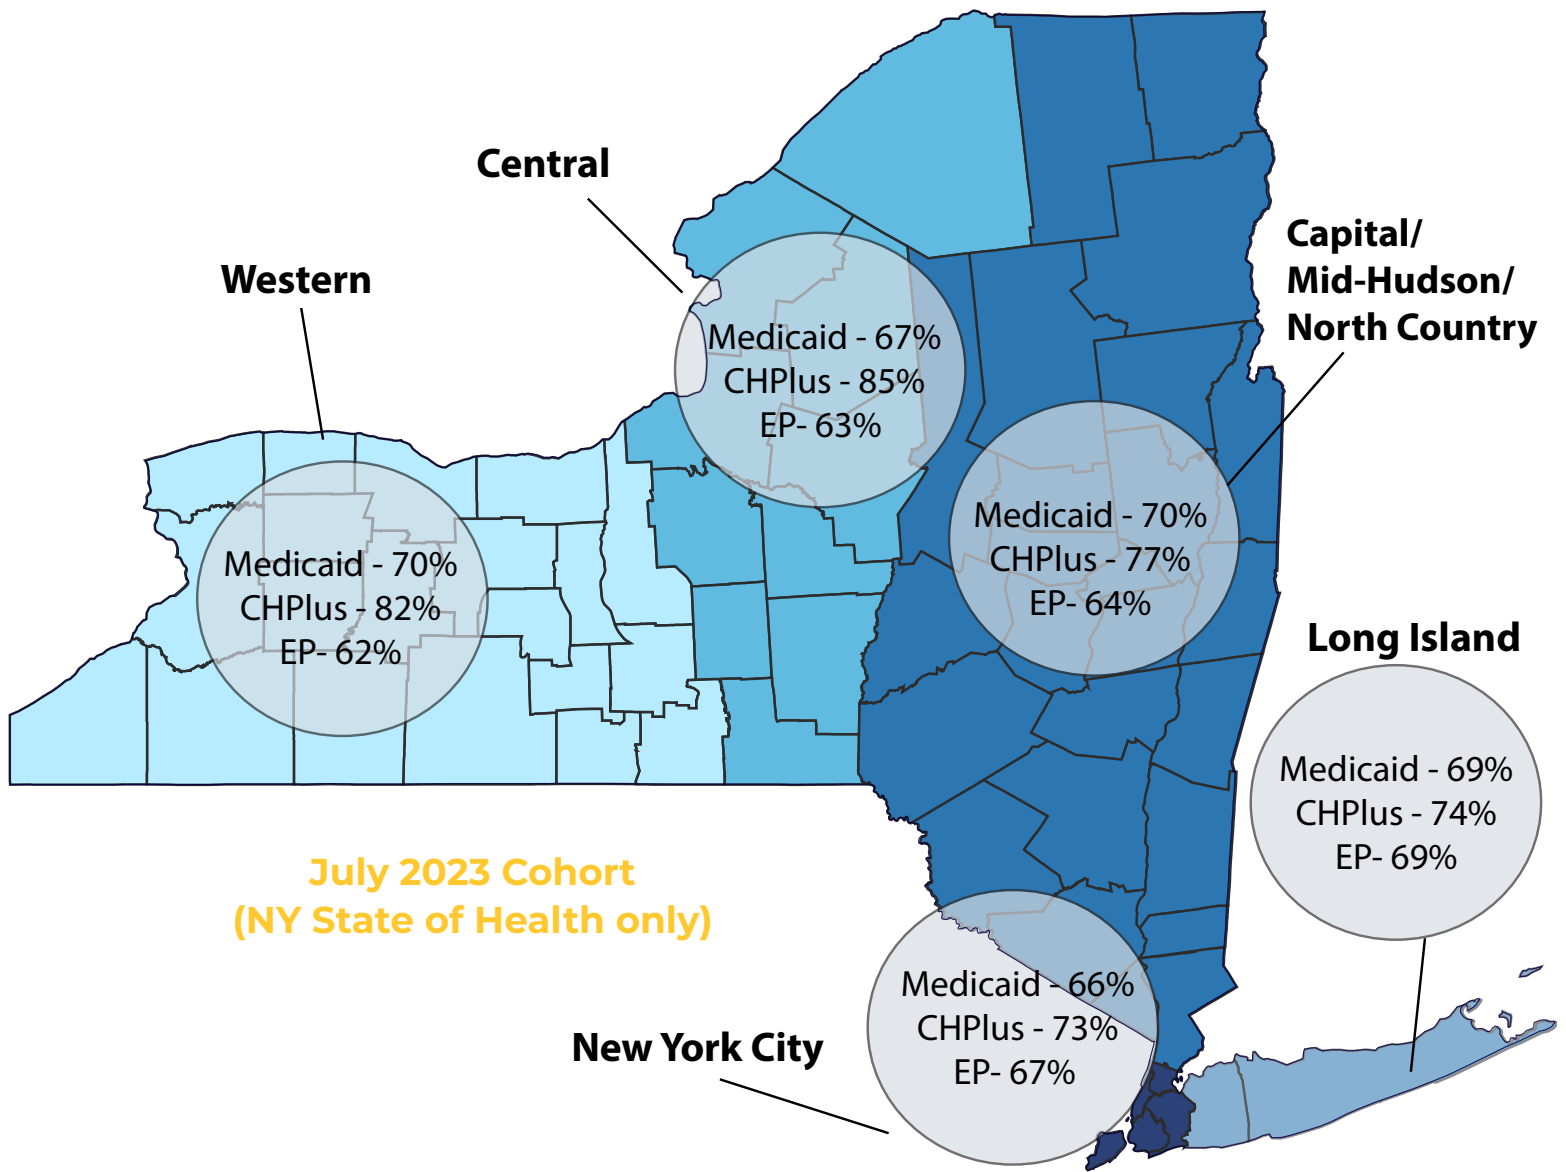 Central
Medicaid - 67%
CHPlus - 85%
EP- 63%
Western
Medicaid - 70%
CHPlus - 82%
EP- 62%
Capital/
Mid-Hudson/
North Country
Medicaid - 70%
CHPlus - 77%
EP- 64%
Long Island
Medicaid - 69%
CHPlus - 74%
EP- 69%
July 2023 Cohort
(NY State of Health only)
New York City
Medicaid - 66%
CHPlus - 73%
EP- 67%